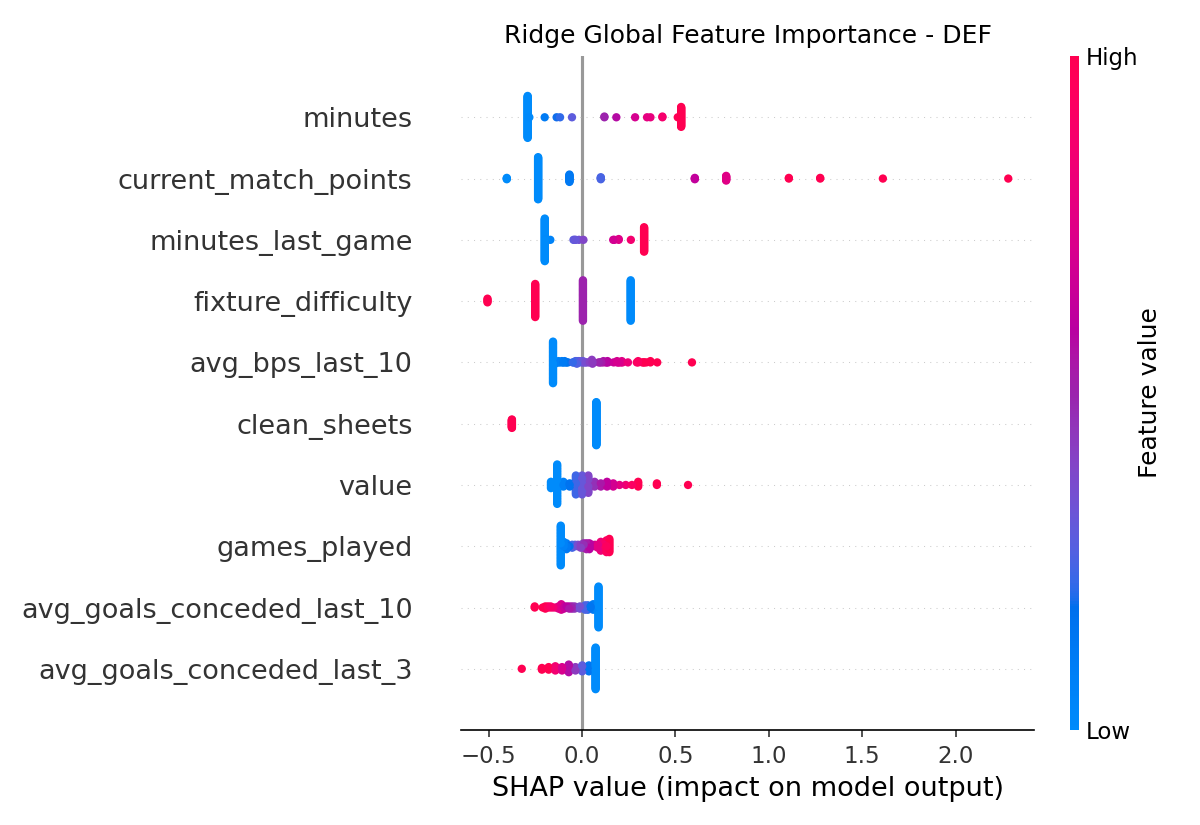 Ridge Global Feature Importance - DEF
High
minutes
current_match_points
minutes_last_game
fixture_difficulty
avg_bps_last_10
clean_sheets
value
games_played
avg_goals_conceded_last_10
avg_goals_conceded_last_3
Feature value
Low
−0.5 0.0 0.5 1.0 1.5 2.0
SHAP value (impact on model output)